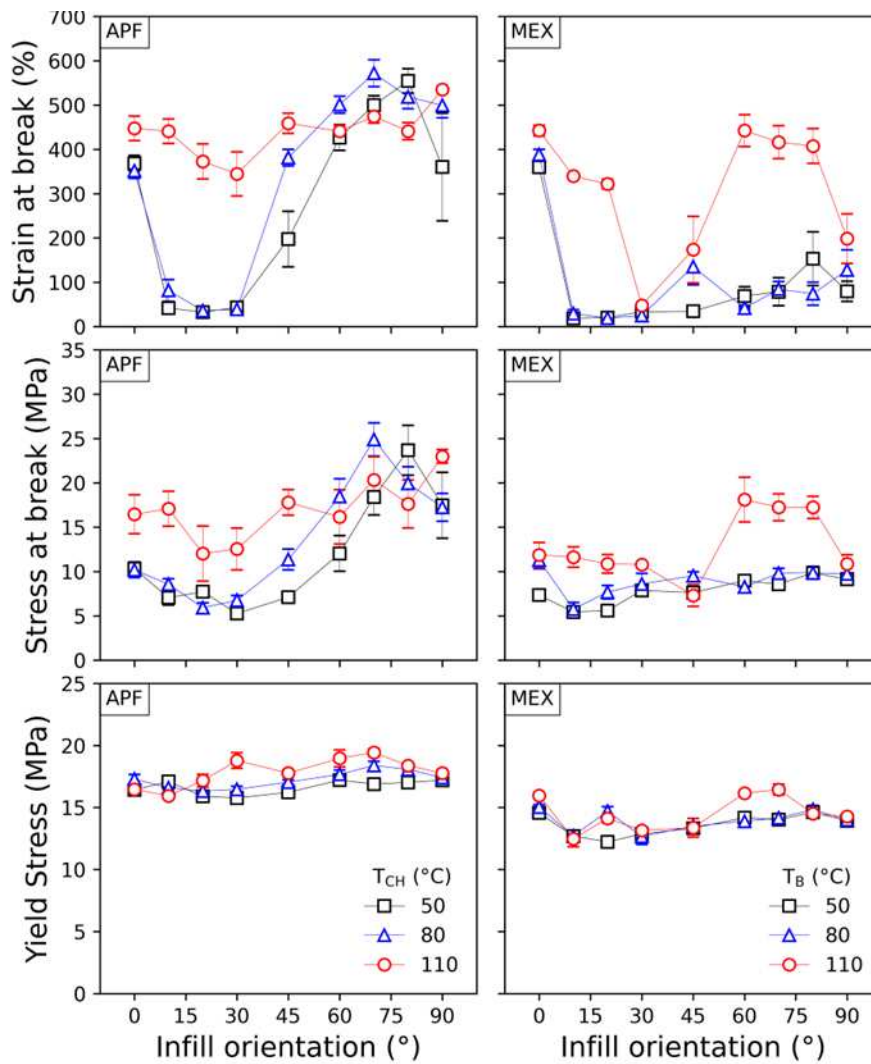 700
600
500
400
300
200
100
0
Strain at break (%)
APF
MEX
35
30
25
20
15
10
5
0
Stress at break (MPa)
APF
MEX
25
20
15
10
5
0
Yield Stress (MPa)
APF
T_CH (°C)
50
80
110
MEX
T_B (°C)
50
80
110
0 15 30 45 60 75 90
Infill orientation (°)
0 15 30 45 60 75 90
Infill orientation (°)